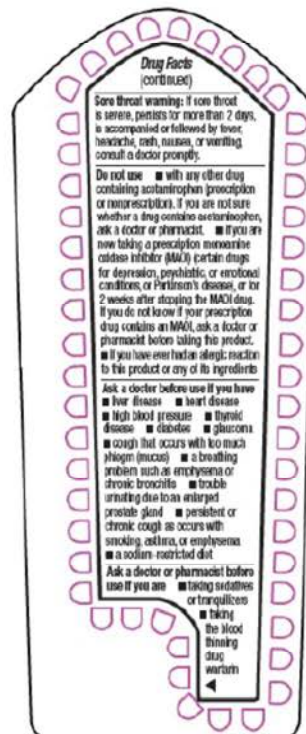 Drug Facts
(continued)
Sore throat warning: If sore throat
is severe, persists for more than 2 days,
is accompanied or followed by fever,
headache, rash, nausea, or vomiting,
consult a doctor promptly.
Do not use ■ with any other drug
containing acetaminophen (prescription
or nonprescription). If you are not sure
whether a drug contains acetaminophen,
ask a doctor or pharmacist. ■ if you are
now taking a prescription monoamine
oxidase inhibitor (MAOI) (certain drugs
for depression, psychiatric, or emotional
conditions, or Parkinson's disease), or for
2 weeks after stopping the MAOI drug.
If you do not know if your prescription
drug contains an MAOI, ask a doctor or
pharmacist before taking this product.
■ if you have ever had an allergic reaction
to this product or any of its ingredients
Ask a doctor before use if you have
■ liver disease ■ heart disease
■ high blood pressure ■ thyroid
disease ■ diabetes ■ glaucoma
■ cough that occurs with too much
phlegm (mucus) ■ a breathing
problem such as emphysema or
chronic bronchitis ■ trouble
urinating due to an enlarged
prostate gland ■ persistent or
chronic cough as occurs with
smoking, asthma, or emphysema
■ a sodium-restricted diet
Ask a doctor or pharmacist before
use if you are ■ taking sedatives
or tranquilizers
■ taking
the blood
thinning
drug
warfarin